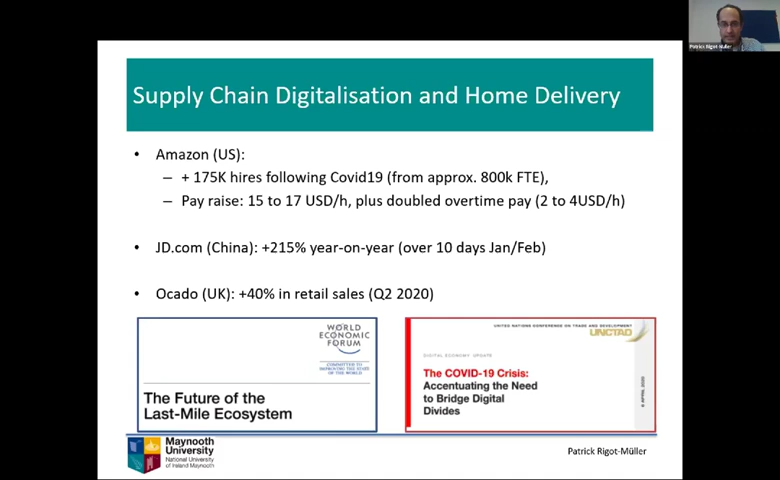 Patrick Rigot-Müller
Supply Chain Digitalisation and Home Delivery
• Amazon (US):
– + 175K hires following Covid19 (from approx. 800k FTE),
– Pay raise: 15 to 17 USD/h, plus doubled overtime pay (2 to 4USD/h)
• JD.com (China): +215% year-on-year (over 10 days Jan/Feb)
• Ocado (UK): +40% in retail sales (Q2 2020)
WORLD
ECONOMIC
FORUM
COMMITTED TO
IMPROVING THE STATE
OF THE WORLD
The Future of the
Last-Mile Ecosystem
UNITED NATIONS CONFERENCE ON TRADE AND DEVELOPMENT
UNCTAD
DIGITAL ECONOMY UPDATE
The COVID-19 Crisis:
Accentuating the Need
to Bridge Digital
Divides
APRIL 2020
Maynooth
University
National University
of Ireland Maynooth
Patrick Rigot-Müller